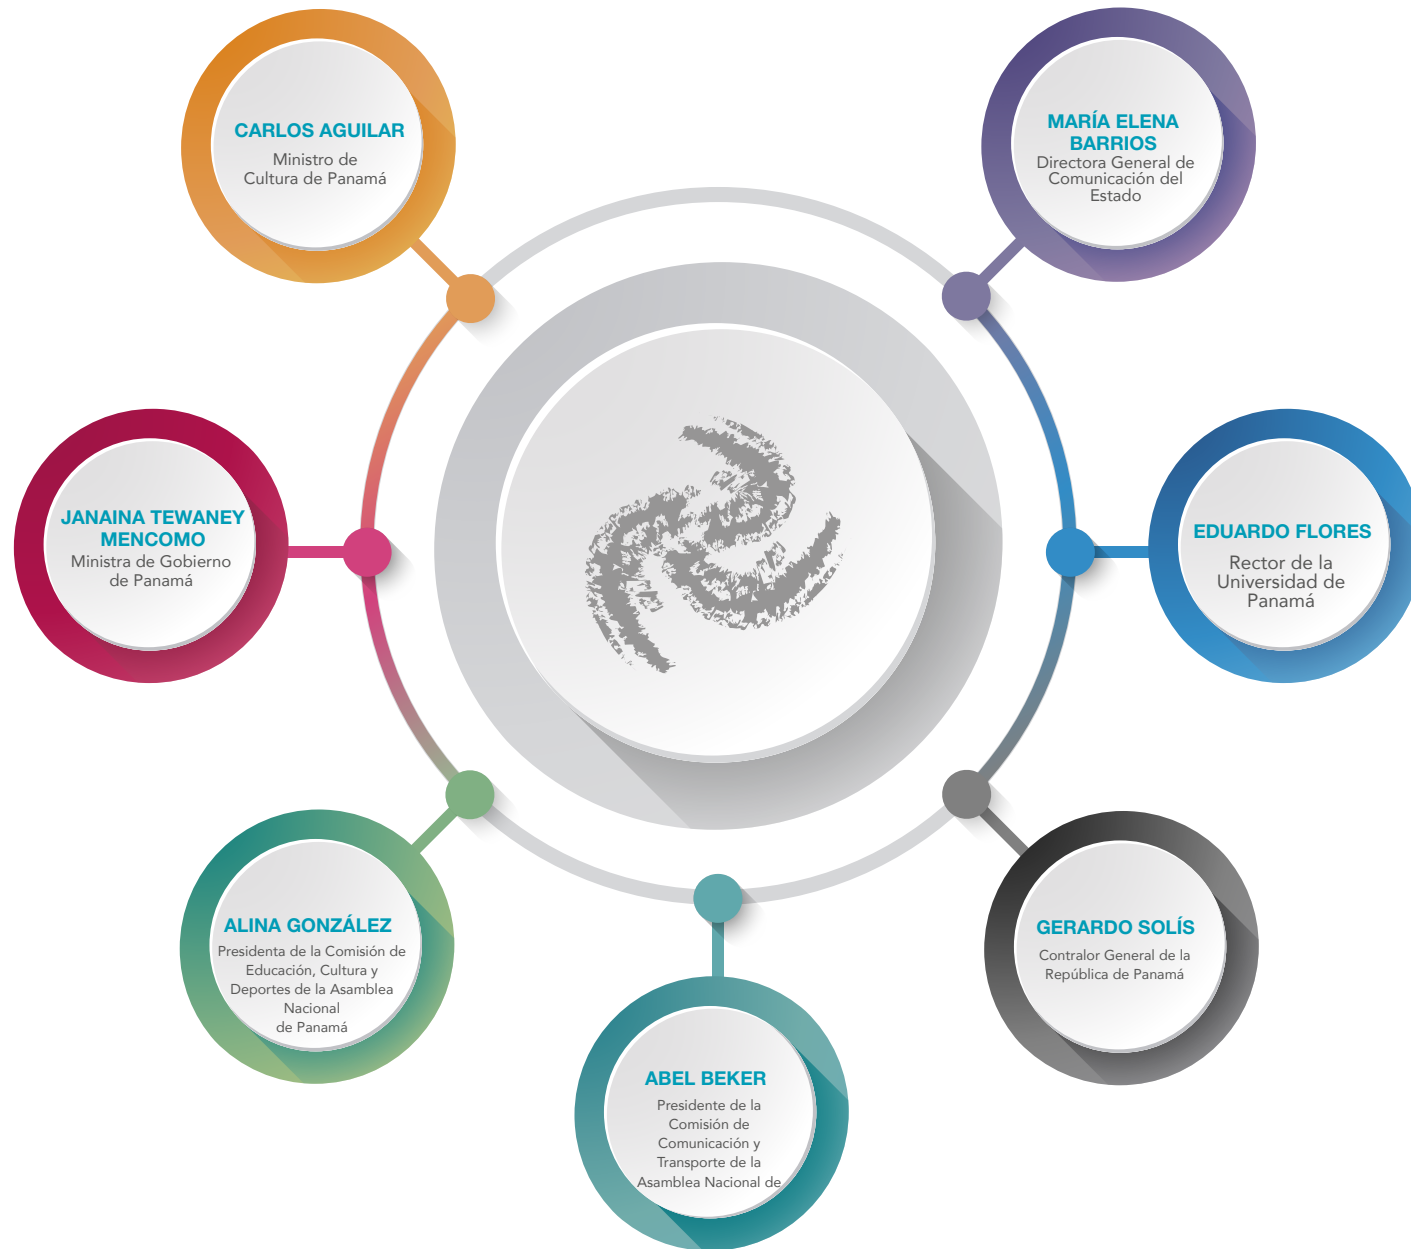 CARLOS AGUILAR
Ministro de
Cultura de Panamá
MARÍA ELENA
BARRIOS
Directora General de
Comunicación del
Estado
JANAINA TEWANEY
MENCOMO
Ministra de Gobierno
de Panamá
EDUARDO FLORES
Rector de la
Universidad de
Panamá
ALINA GONZÁLEZ
Presidenta de la Comisión de
Educación, Cultura y
Deportes de la Asamblea
Nacional
de Panamá
GERARDO SOLÍS
Contralor General de la
República de Panamá
ABEL BEKER
Presidente de la
Comisión de
Comunicación y
Transporte de la
Asamblea Nacional de